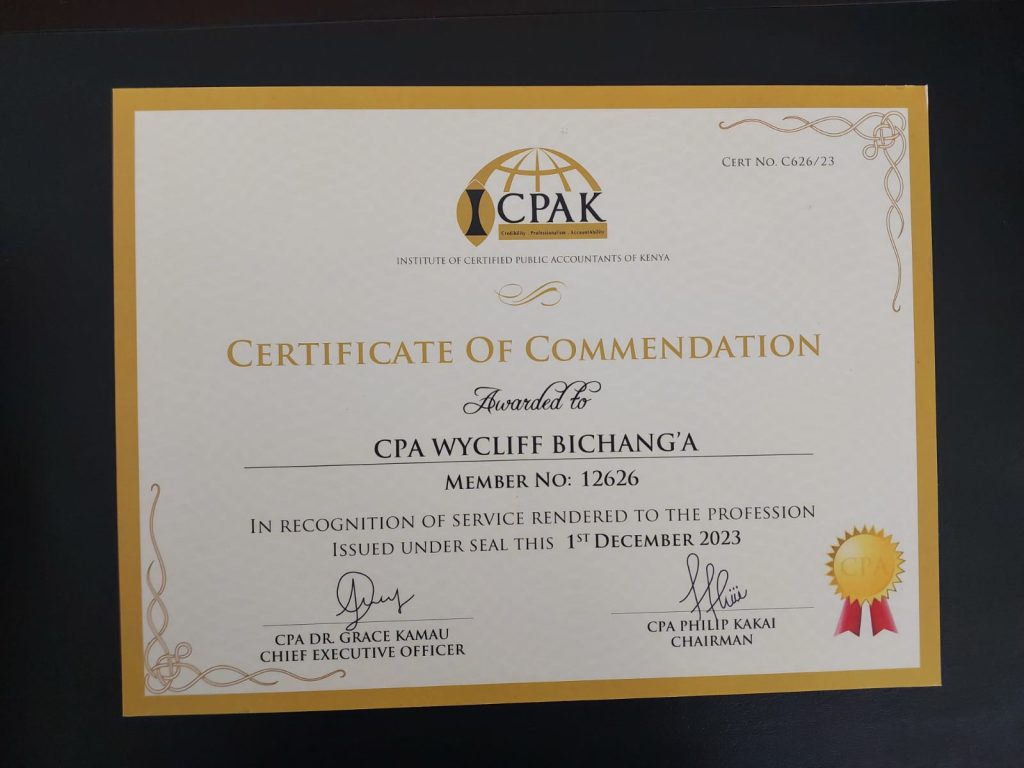 CERT NO. C626/23
ICPAK
Credibility . Professionalism . AccountAbility
INSTITUTE OF CERTIFIED PUBLIC ACCOUNTANTS OF KENYA
CERTIFICATE OF COMMENDATION
Awarded to
CPA WYCLIFF BICHANG'A
MEMBER NO: 12626
IN RECOGNITION OF SERVICE RENDERED TO THE PROFESSION
ISSUED UNDER SEAL THIS 1ST DECEMBER 2023
CPA
CPA DR. GRACE KAMAU
CHIEF EXECUTIVE OFFICER
CPA PHILIP KAKAI
CHAIRMAN